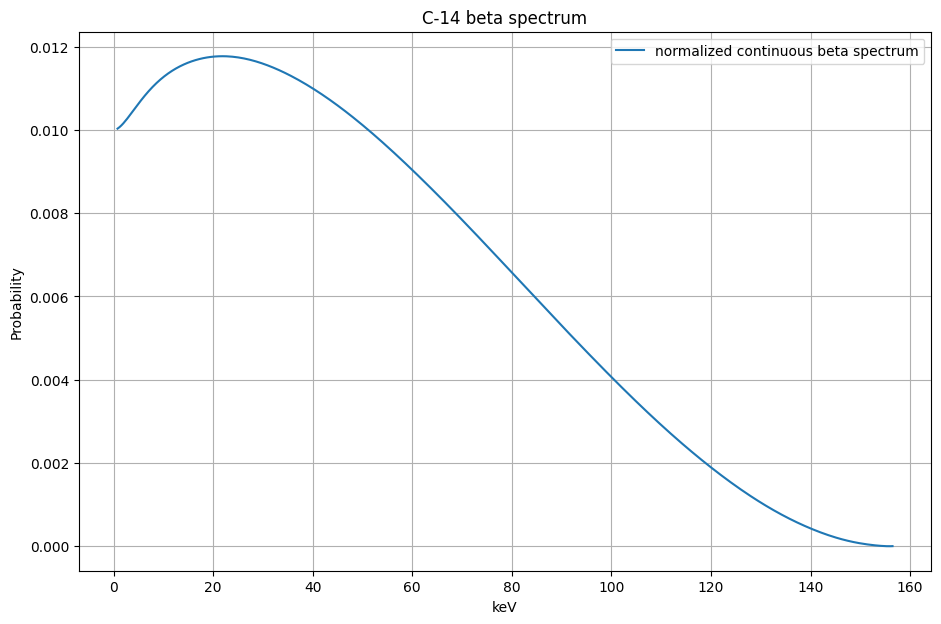 C-14 beta spectrum
normalized continuous beta spectrum
0.012
0.010
0.008
0.006
0.004
0.002
0.000
Probability
0 20 40 60 80 100 120 140 160
keV